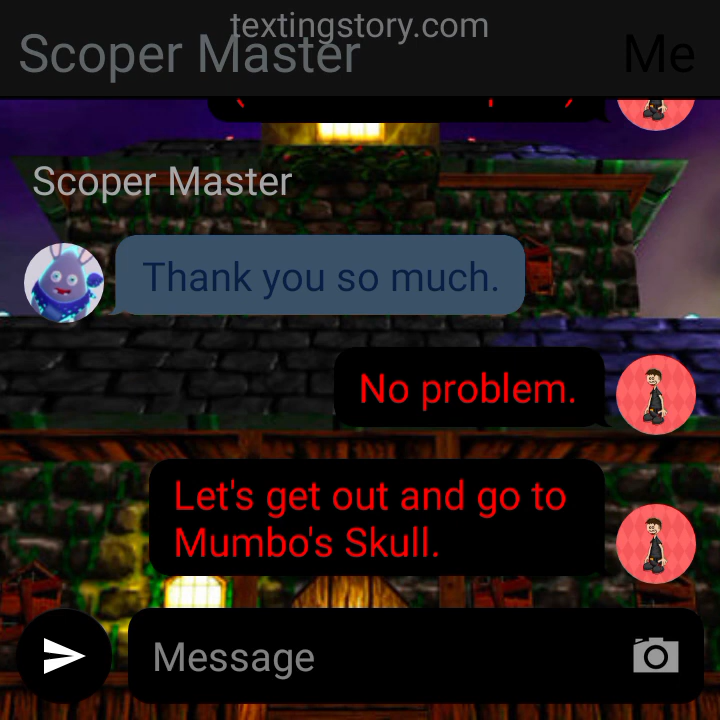 textingstory.com
Scoper Master
Me
Scoper Master
Thank you so much.
No problem.
Let's get out and go to
Mumbo's Skull.
Message